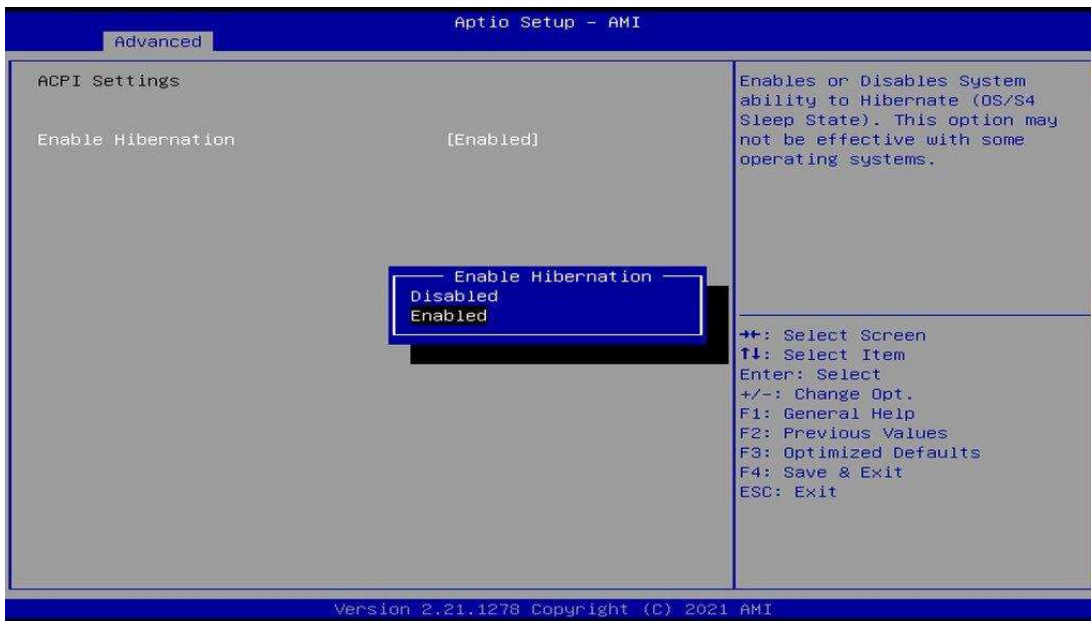 Aptio Setup - AMI
Advanced
ACPI Settings
Enable Hibernation [Enabled]
Enable Hibernation
Disabled
Enabled
Enables or Disables System
ability to Hibernate (OS/S4
Sleep State). This option may
not be effective with some
operating systems.
→←: Select Screen
↑↓: Select Item
Enter: Select
+/-: Change Opt.
F1: General Help
F2: Previous Values
F3: Optimized Defaults
F4: Save & Exit
ESC: Exit
Version 2.21.1278 Copyright (C) 2021 AMI